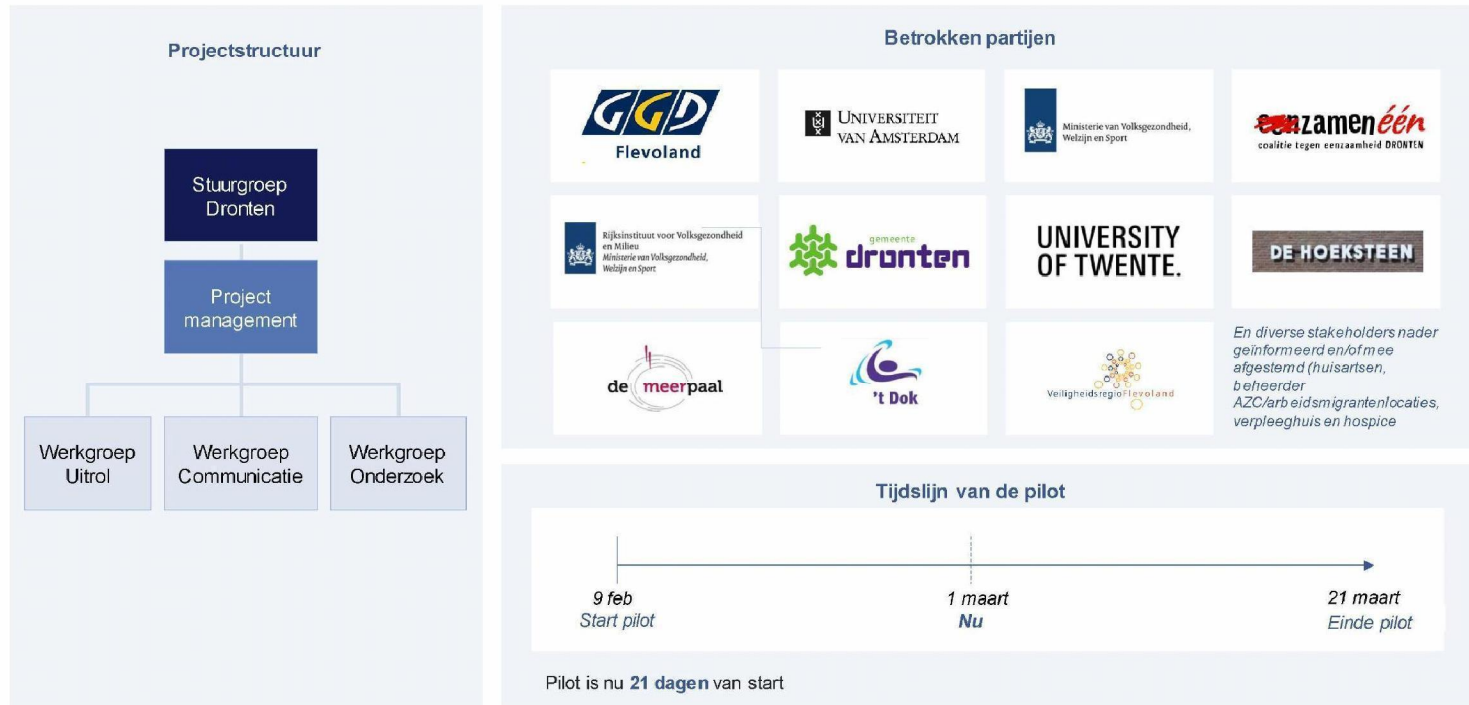 Projectstructuur
Stuurgroep
Dronten
Project
management
Werkgroep
Uitrol
Werkgroep
Communicatie
Werkgroep
Onderzoek
Betrokken partijen
GGD
Flevoland
UNIVERSITEIT
VAN AMSTERDAM
Ministerie van Volksgezondheid,
Welzijn en Sport
eenzamen één
coalitie tegen eenzaamheid DRONTEN
Rijksinstituut voor Volksgezondheid
en Milieu
Ministerie van Volksgezondheid,
Welzijn en Sport
gemeente
dronten
UNIVERSITY
OF TWENTE.
DE HOEKSTEEN
de meerpaal
't Dok
VeiligheidsregioFlevoland
En diverse stakeholders nader
geïnformeerd en/of mee
afgestemd (huisartsen,
beheerder
AZC/arbeidsmigrantenlocaties,
verpleeghuis en hospice
Tijdslijn van de pilot
9 feb
Start pilot
1 maart
Nu
21 maart
Einde pilot
Pilot is nu 21 dagen van start